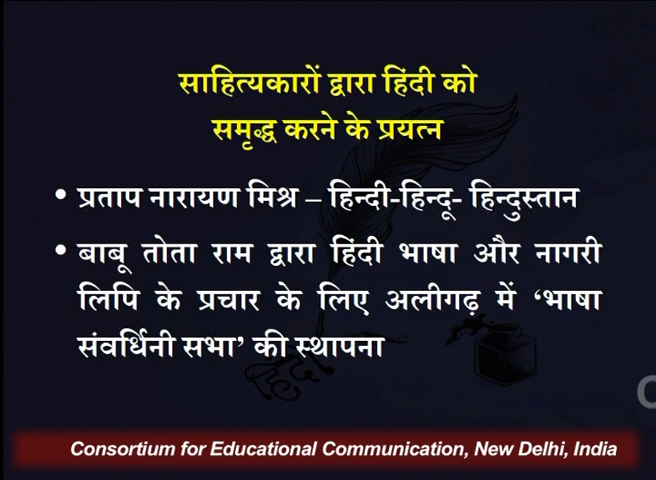 साहित्यकारों द्वारा हिंदी को
समृद्ध करने के प्रयत्न
• प्रताप नारायण मिश्र – हिन्दी-हिन्दू- हिन्दुस्तान
• बाबू तोता राम द्वारा हिंदी भाषा और नागरी
लिपि के प्रचार के लिए अलीगढ़ में ‘भाषा
संवर्धिनी सभा’ की स्थापना
हिंदी
Consortium for Educational Communication, New Delhi, India